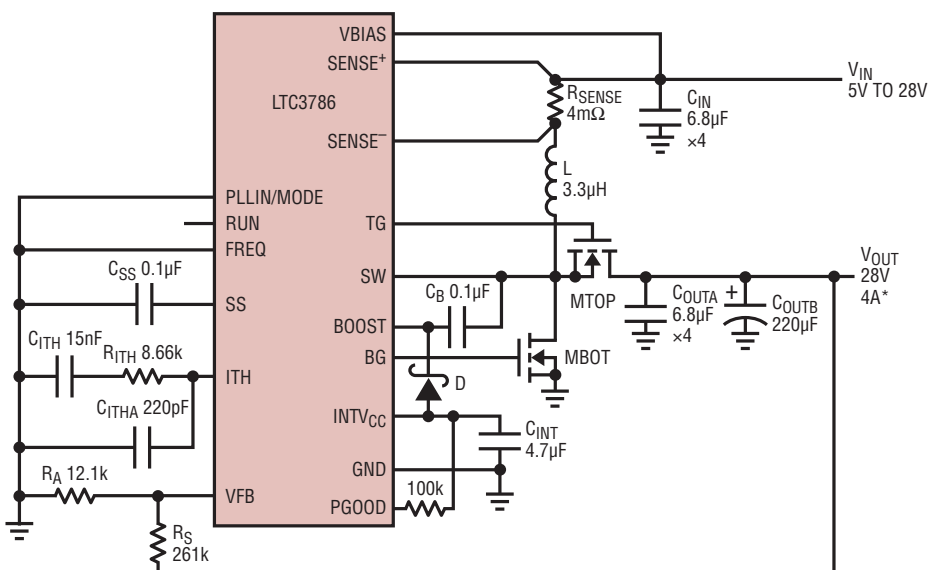 VBIAS
SENSE+
LTC3786
SENSE–
PLLIN/MODE
RUN
FREQ
SS
ITH
VFB
TG
SW
BOOST
BG
INTVCC
GND
PGOOD
RSENSE
4mΩ
CIN
6.8µF
×4
VIN
5V TO 28V
L
3.3µH
MTOP
VOUT
28V
4A*
COUTA
6.8µF
×4
+
COUTB
220µF
CB 0.1µF
MBOT
D
CINT
4.7µF
100k
CSS 0.1µF
CITH 15nF
RITH 8.66k
CITHA 220pF
RA 12.1k
RS
261k